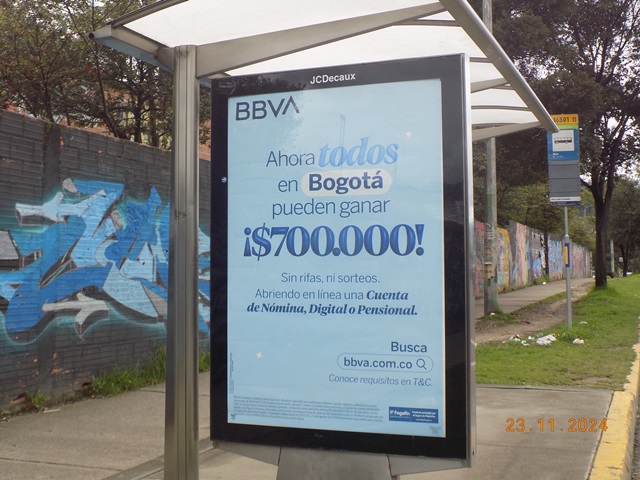 JCDecaux
BBVA
Ahora todos
en Bogotá
pueden ganar
¡$700.000!
Sin rifas, ni sorteos.
Abriendo en línea una Cuenta
de Nómina, Digital o Pensional.
Busca
bbva.com.co
Conoce requisitos en T&C.
Fogafín
23.11.2024